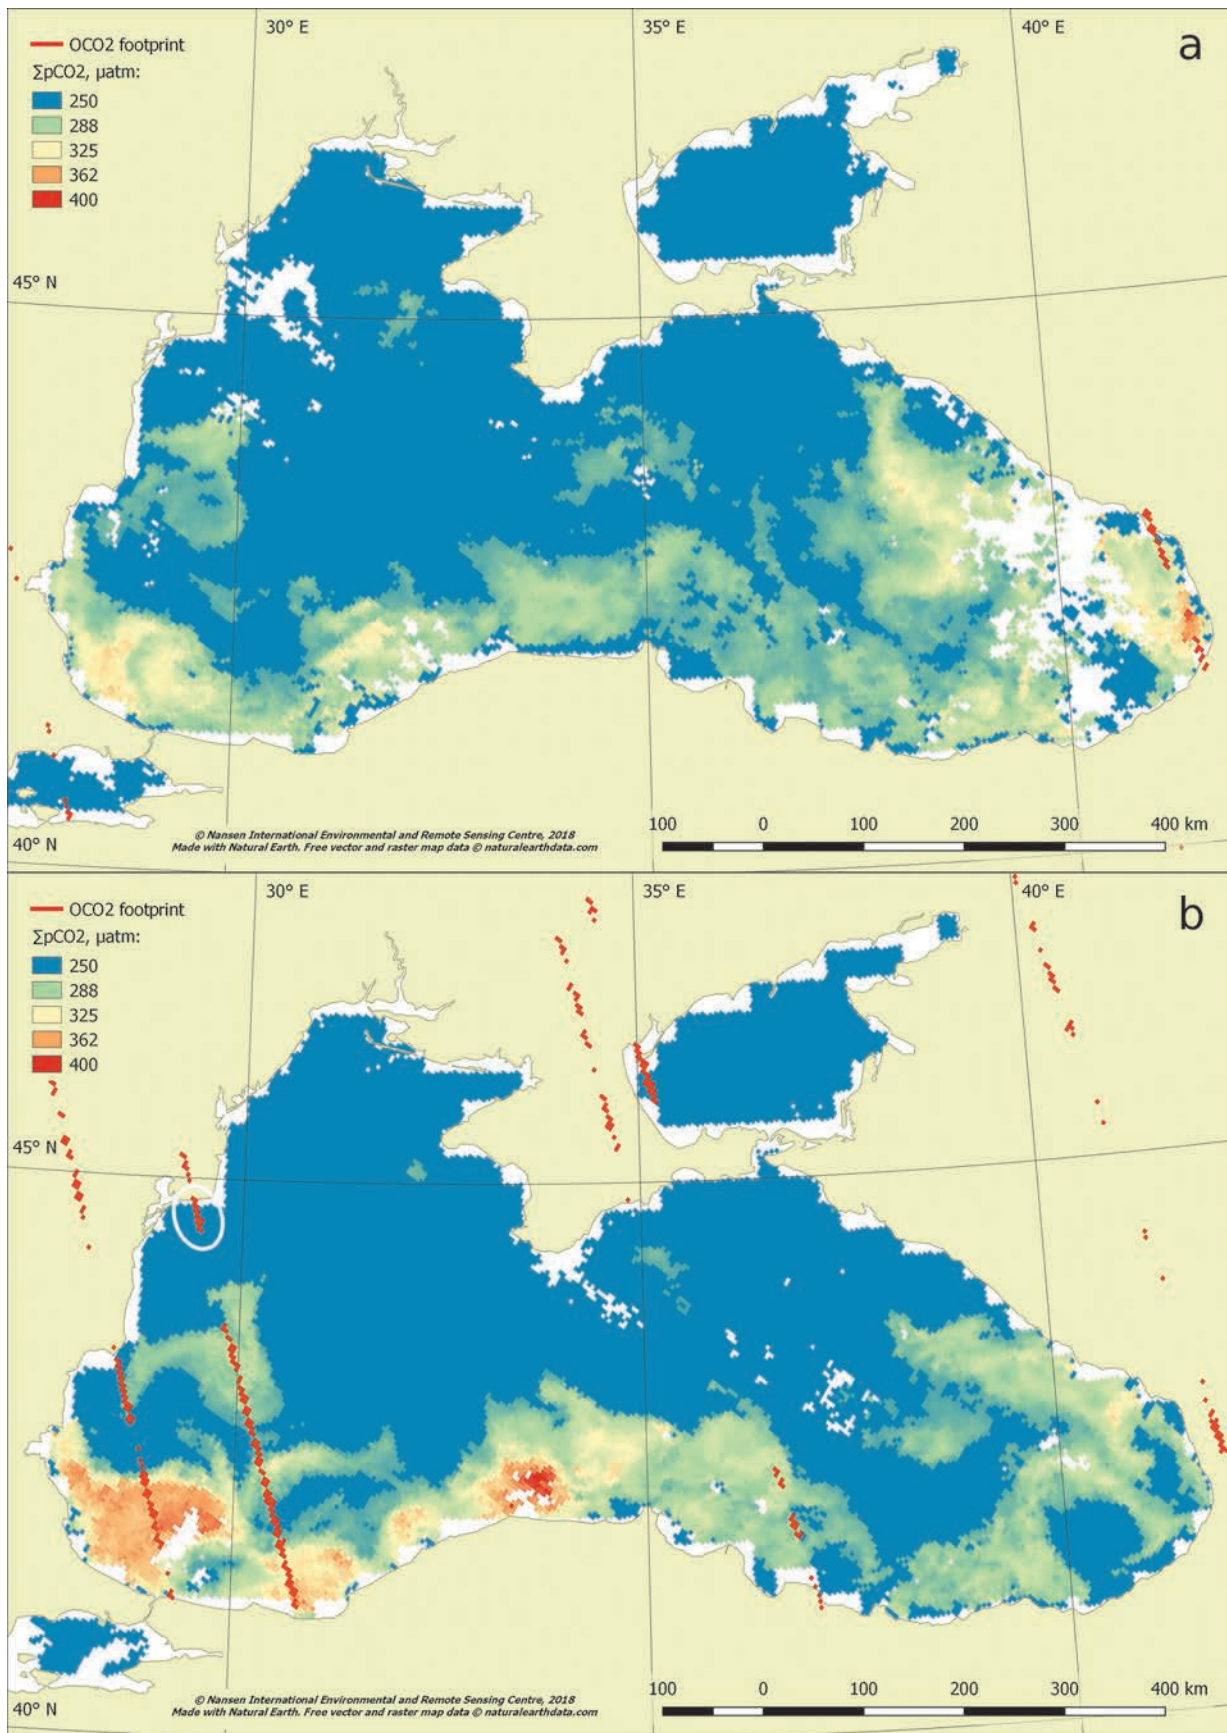 30° E 35° E 40° E
a
OCO2 footprint
ΣpCO2, µatm:
250
288
325
362
400
45° N
© Nansen International Environmental and Remote Sensing Centre, 2018
Made with Natural Earth. Free vector and raster map data © naturalearthdata.com
100 0 100 200 300 400 km
40° N
30° E 35° E 40° E
b
OCO2 footprint
ΣpCO2, µatm:
250
288
325
362
400
45° N
© Nansen International Environmental and Remote Sensing Centre, 2018
Made with Natural Earth. Free vector and raster map data © naturalearthdata.com
100 0 100 200 300 400 km
40° N